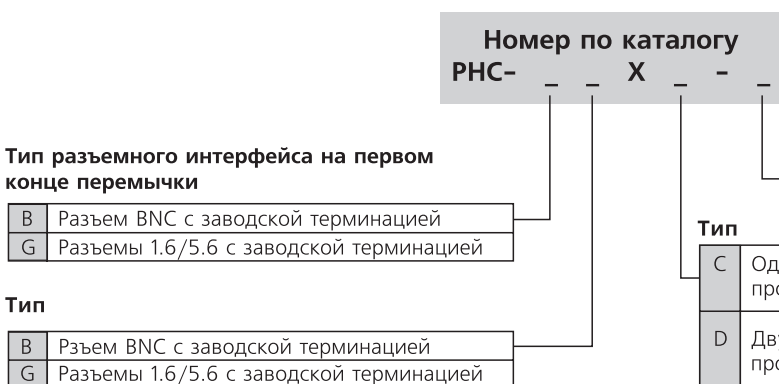 Номер по каталогу
PHC- _ _ X _ - _
Тип разъемного интерфейса на первом
конце перемычки
B Разъем BNC с заводской терминацией
G Разъемы 1.6/5.6 с заводской терминацией
Тип
B Рзъем BNC с заводской терминацией
G Разъемы 1.6/5.6 с заводской терминацией
Тип
C
D